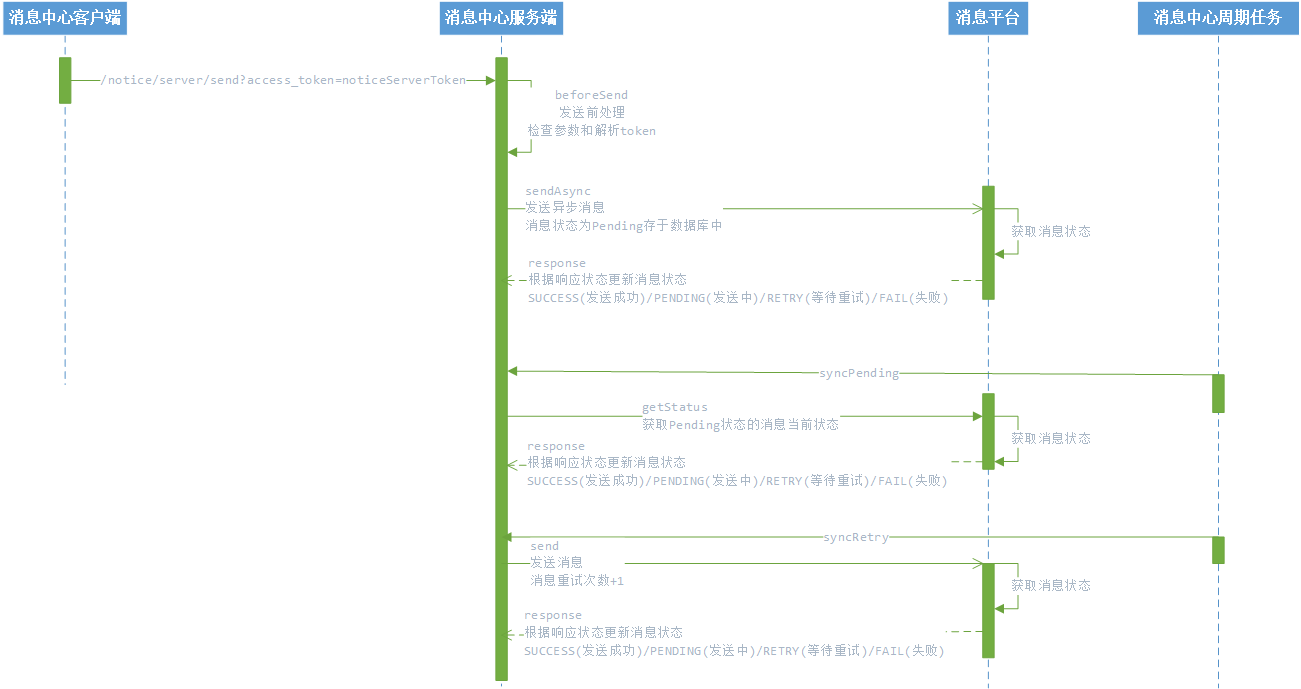 消息中心客户端
消息中心服务端
消息平台
消息中心周期任务
/notice/server/send?access_token=noticeServerToken
beforeSend
发送前处理
检查参数和解析token
sendAsync
发送异步消息
消息状态为Pending存于数据库中
获取消息状态
response
根据响应状态更新消息状态
SUCCESS(发送成功)/PENDING(发送中)/RETRY(等待重试)/FAIL(失败)
syncPending
getStatus
获取Pending状态的消息当前状态
获取消息状态
response
根据响应状态更新消息状态
SUCCESS(发送成功)/PENDING(发送中)/RETRY(等待重试)/FAIL(失败)
syncRetry
send
发送消息
消息重试次数+1
获取消息状态
response
根据响应状态更新消息状态
SUCCESS(发送成功)/PENDING(发送中)/RETRY(等待重试)/FAIL(失败)